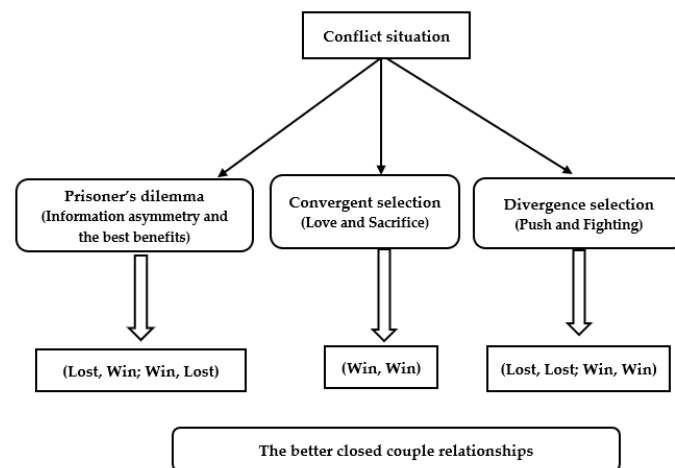 Conflict situation
Prisoner's dilemma
(Information asymmetry and
the best benefits)
Convergent selection
(Love and Sacrifice)
Divergence selection
(Push and Fighting)
(Lost, Win; Win, Lost)
(Win, Win)
(Lost, Lost; Win, Win)
The better closed couple relationships